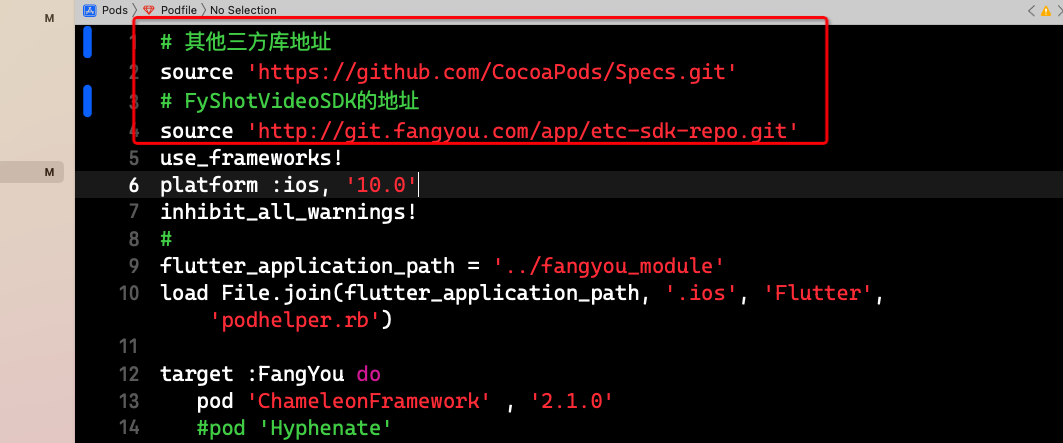 M
Pods 〉 Podfile 〉 No Selection
1 # 其他三方库地址
2 source 'https://github.com/CocoaPods/Specs.git'
3 # FyShotVideoSDK的地址
4 source 'http://git.fangyou.com/app/etc-sdk-repo.git'
5 use_frameworks!
M
6 platform :ios, '10.0'
7 inhibit_all_warnings!
8 #
9 flutter_application_path = '../fangyou_module'
10 load File.join(flutter_application_path, '.ios', 'Flutter',
'podhelper.rb')
11
12 target :FangYou do
13 pod 'ChameleonFramework' , '2.1.0'
14 #pod 'Hyphenate'